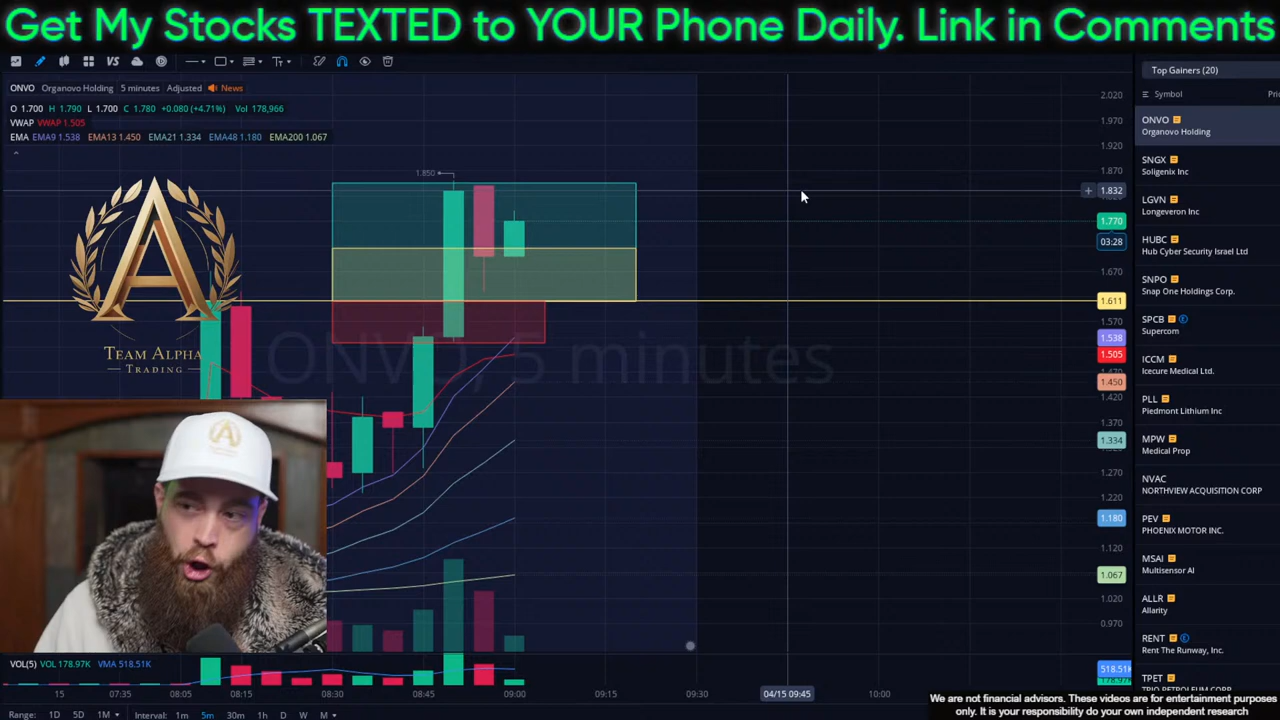 Get My Stocks TEXTED to YOUR Phone Daily. Link in Comments
VS
T
Top Gainers (20)
ONVO Organovo Holding 5 minutes Adjusted News
Symbol
O 1.700 H 1.790 L 1.700 C 1.780 +0.080 (+4.71%) Vol 178,966
VWAP VWAP 1.505
EMA EMA9 1.538 EMA13 1.450 EMA21 1.334 EMA48 1.180 EMA200 1.067
1.850
ONVO, 5 minutes
TEAM ALPHA
TRADING
2.020
1.970
1.920
1.870
1.832
1.770
03:28
1.670
1.611
1.570
1.538
1.505
1.450
1.420
1.370
1.334
1.270
1.220
1.180
1.120
1.067
1.020
0.970
ONVO
Organovo Holding
SNGX
Soligenix Inc
LGVN
Longeveron Inc
HUBC
Hub Cyber Security Israel Ltd
SNPO
Snap One Holdings Corp.
SPCB E
Supercom
ICCM
Icecure Medical Ltd.
PLL
Piedmont Lithium Inc
MPW
Medical Prop
NVAC
NORTHVIEW ACQUISITION CORP
PEV
PHOENIX MOTOR INC.
MSAI
Multisensor AI
ALLR
Allarity
RENT E
Rent The Runway, Inc.
TPET
VOL(5) VOL 178.97K VMA 518.51K
518.51K
15 07:35 08:05 08:15 08:30 08:45 09:00 09:15 09:30 04/15 09:45 10:00
Range: 1D 5D 1M Interval: 1m 5m 30m 1h D W M
We are not financial advisors. These videos are for entertainment purposes
only. It is your responsibility do your own independent research